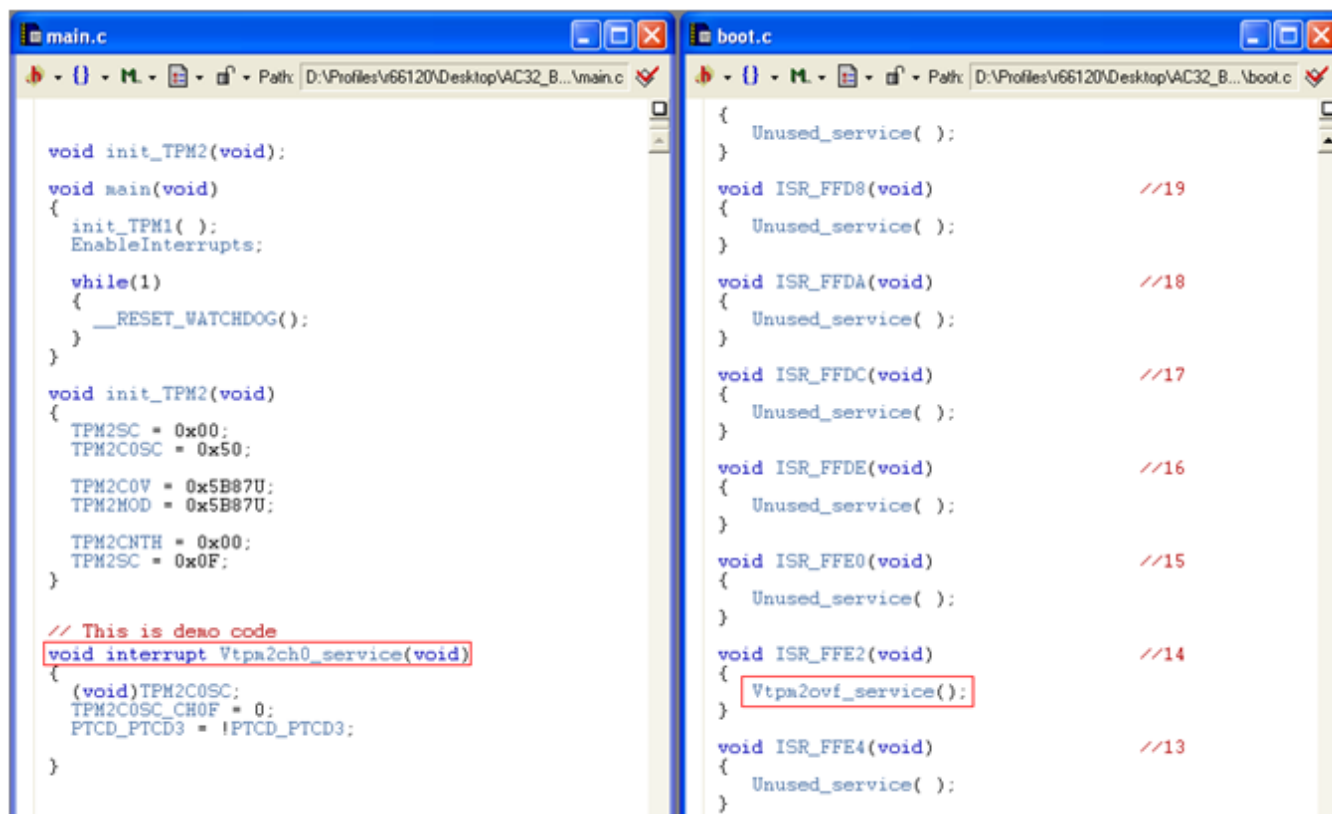 main.c
Path: D:\Profiles\r66120\Desktop\AC32_B...\main.c
void init_TPM2(void);
void main(void)
{
init_TPM1( );
EnableInterrupts;
while(1)
{
__RESET_WATCHDOG();
}
}
void init_TPM2(void)
{
TPM2SC = 0x00;
TPM2C0SC = 0x50;
TPM2C0V = 0x5B87U;
TPM2MOD = 0x5B87U;
TPM2CNTH = 0x00;
TPM2SC = 0x0F;
}
// This is demo code
void interrupt Vtpm2ch0_service(void)
{
(void)TPM2C0SC;
TPM2C0SC_CH0F = 0;
PTCD_PTCD3 = !PTCD_PTCD3;
}
boot.c
Path: D:\Profiles\r66120\Desktop\AC32_B...\boot.c
{
Unused_service( );
}
void ISR_FFD8(void) //19
{
Unused_service( );
}
void ISR_FFDA(void) //18
{
Unused_service( );
}
void ISR_FFDC(void) //17
{
Unused_service( );
}
void ISR_FFDE(void) //16
{
Unused_service( );
}
void ISR_FFE0(void) //15
{
Unused_service( );
}
void ISR_FFE2(void) //14
{
Vtpm2ovf_service();
}
void ISR_FFE4(void) //13
{
Unused_service( );
}